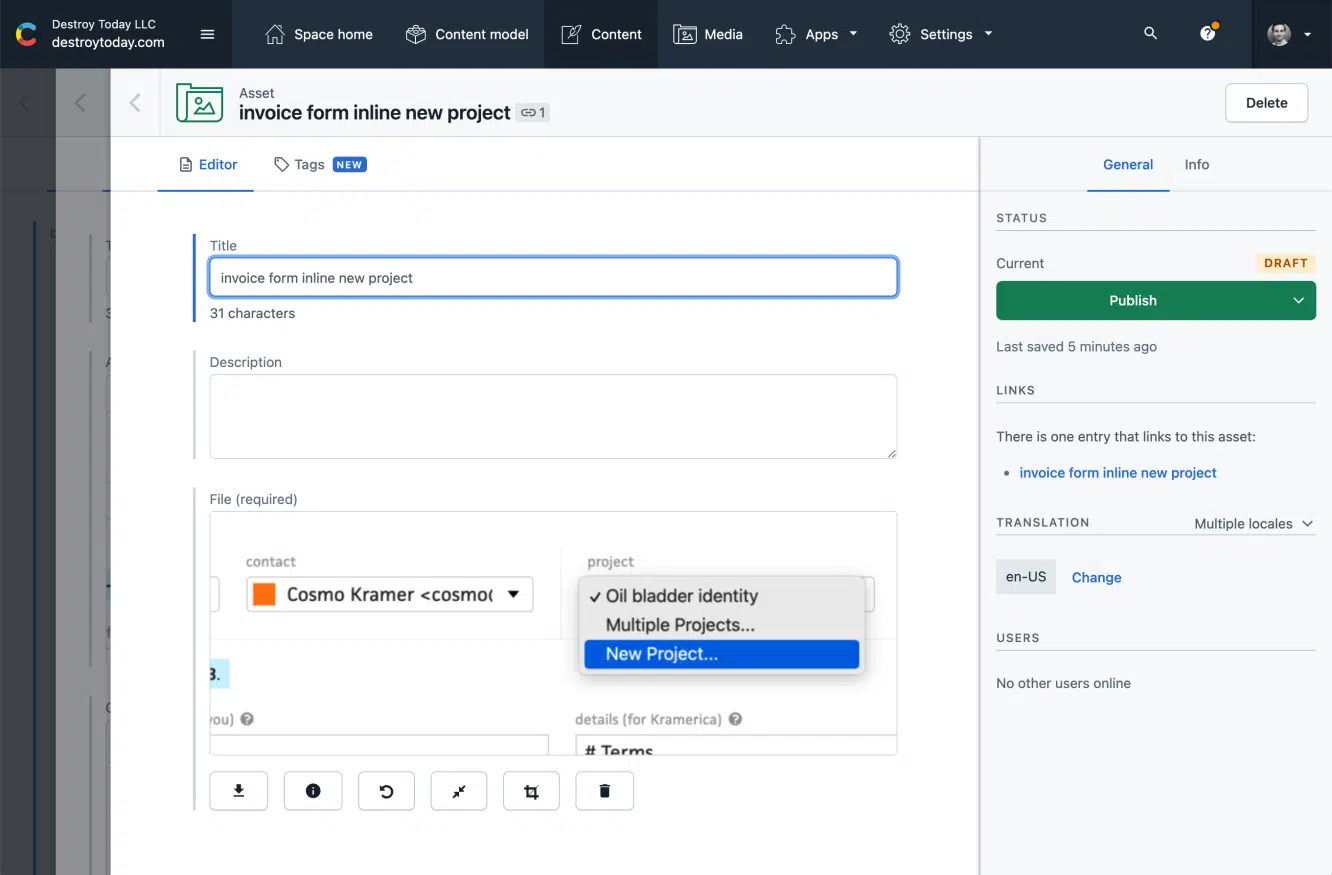 Destroy Today LLC
destroytoday.com
Space home
Content model
Content
Media
Apps
Settings
Asset
invoice form inline new project
1
Delete
Editor
Tags NEW
Title
invoice form inline new project
31 characters
Description
File (required)
contact
Cosmo Kramer <cosmo(
project
✓ Oil bladder identity
Multiple Projects...
New Project...
3.
you)
details (for Kramerica)
# Terms
General
Info
STATUS
Current
DRAFT
Publish
Last saved 5 minutes ago
LINKS
There is one entry that links to this asset:
• invoice form inline new project
TRANSLATION
Multiple locales
en-US
Change
USERS
No other users online